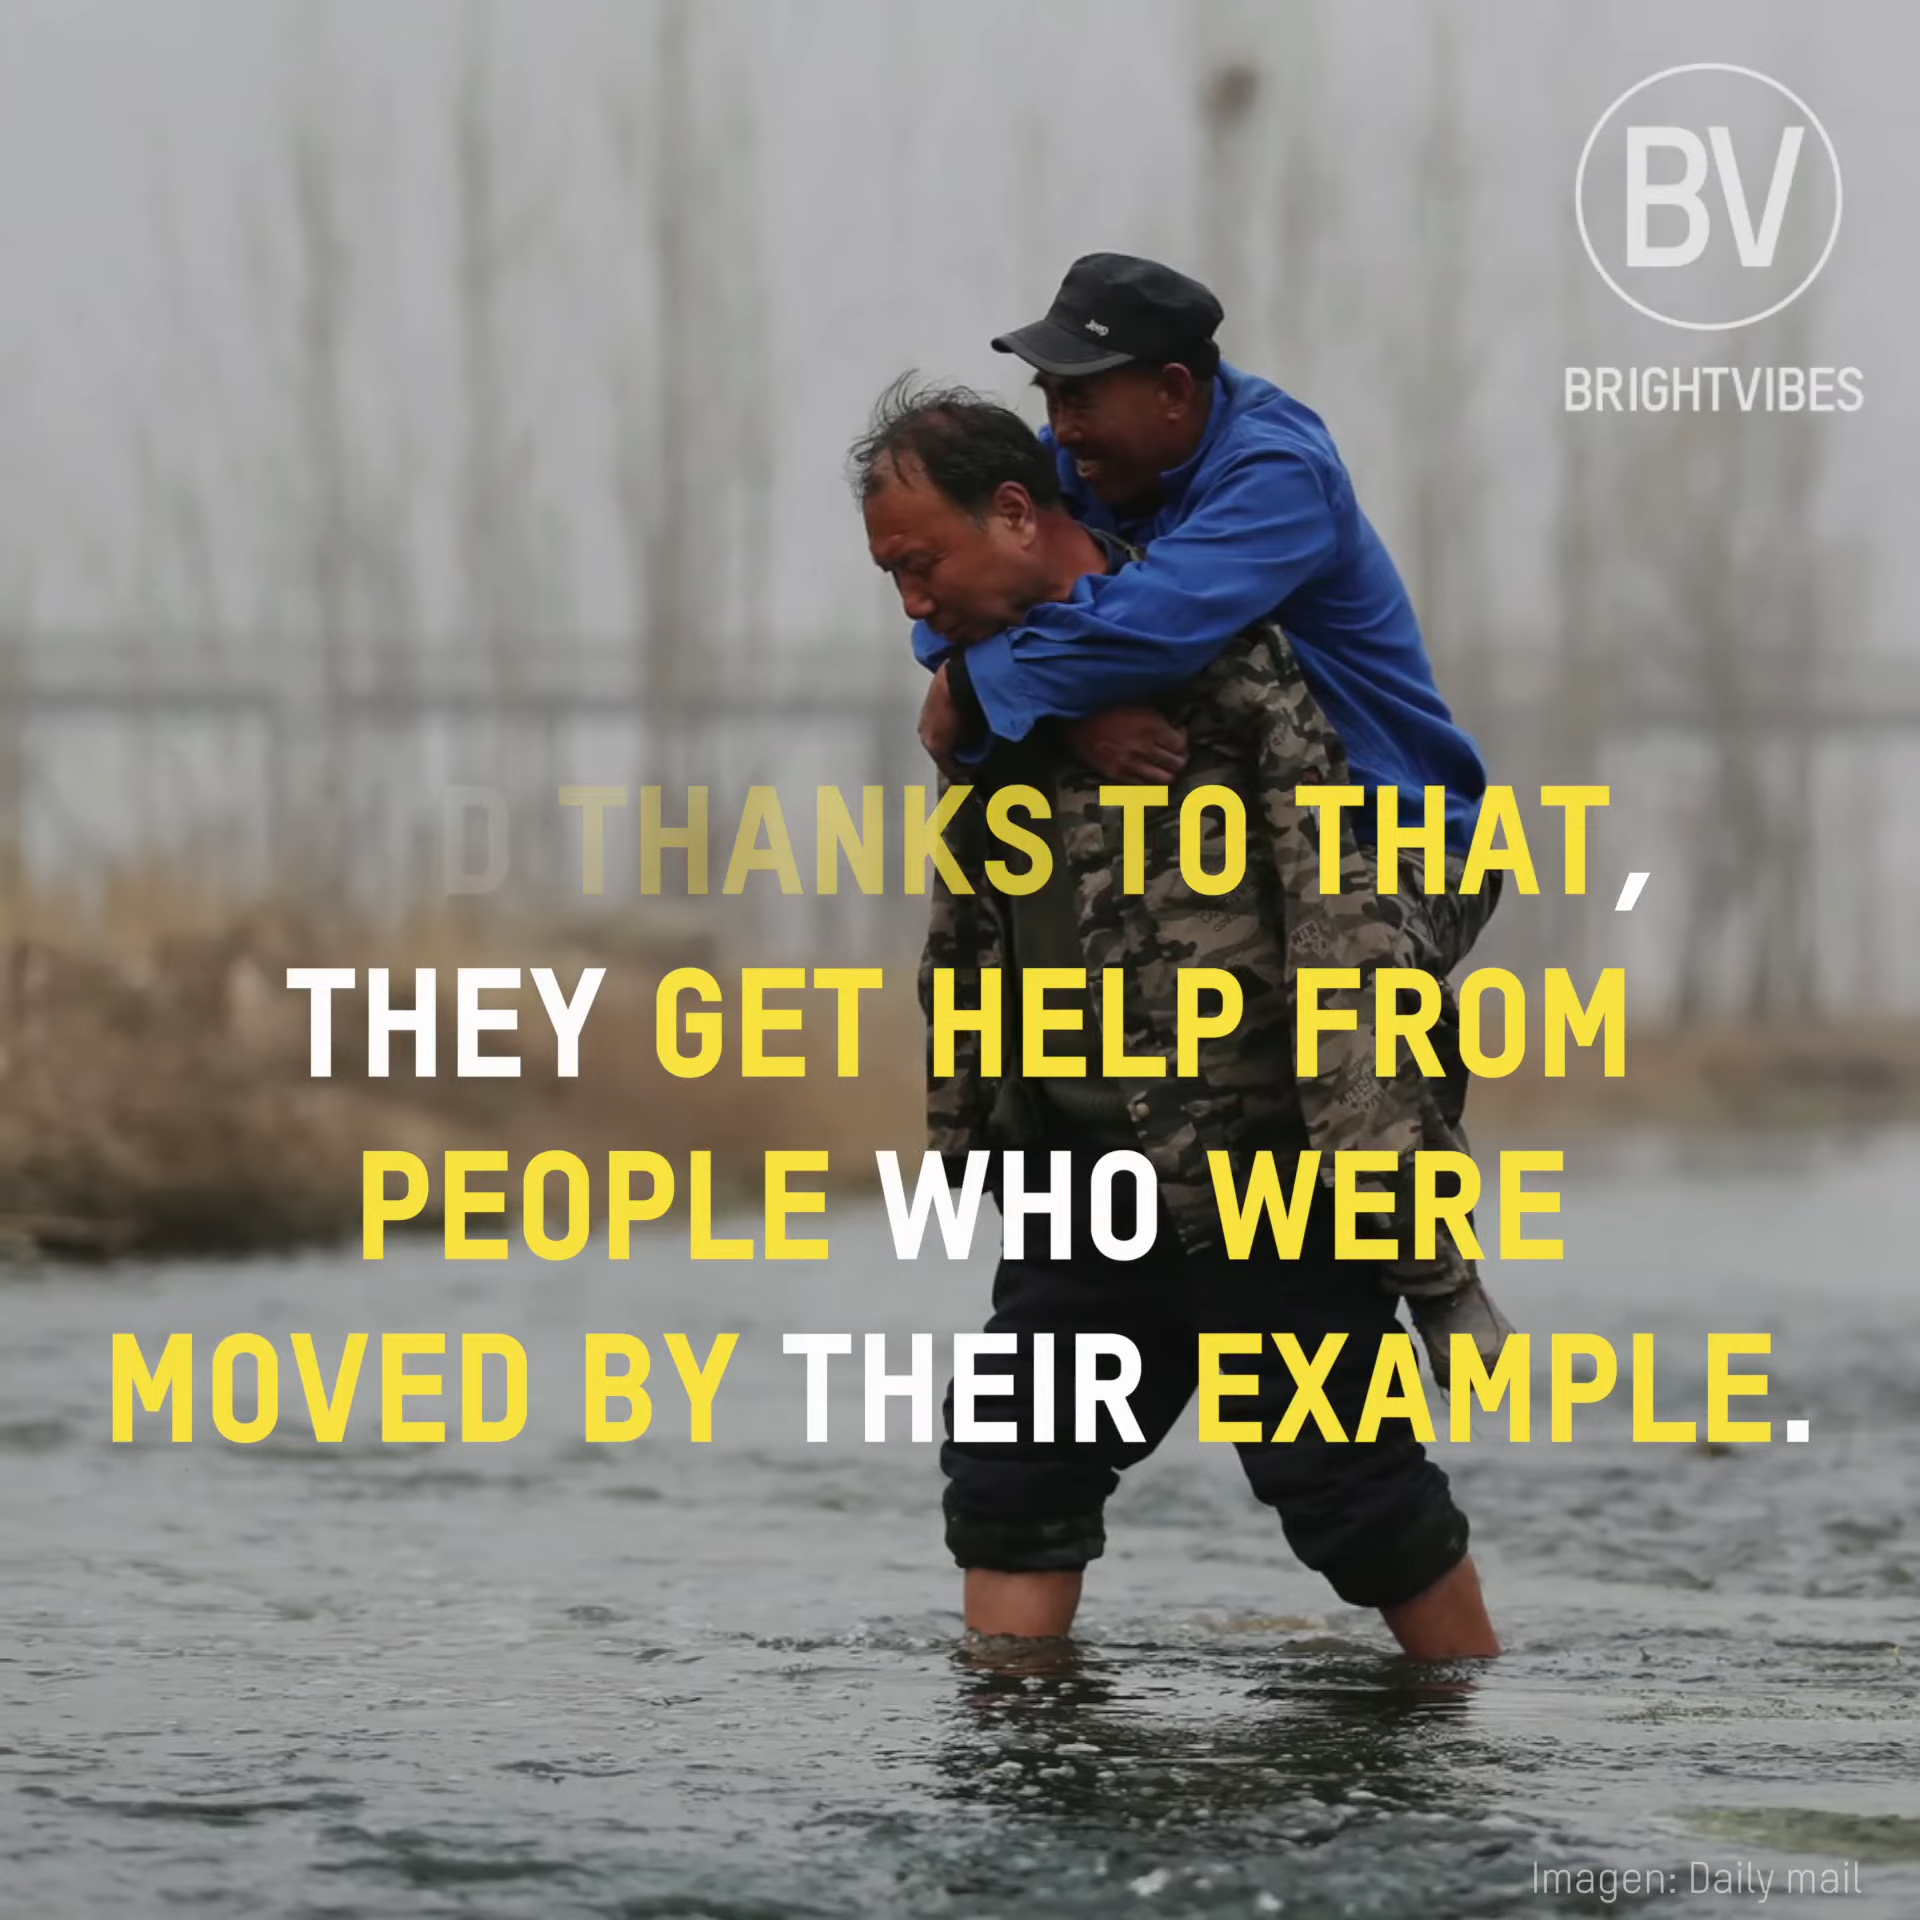 BV
BRIGHTVIBES
D THANKS TO THAT,
THEY GET HELP FROM
PEOPLE WHO WERE
MOVED BY THEIR EXAMPLE.
Imagen: Daily mail
Jeep